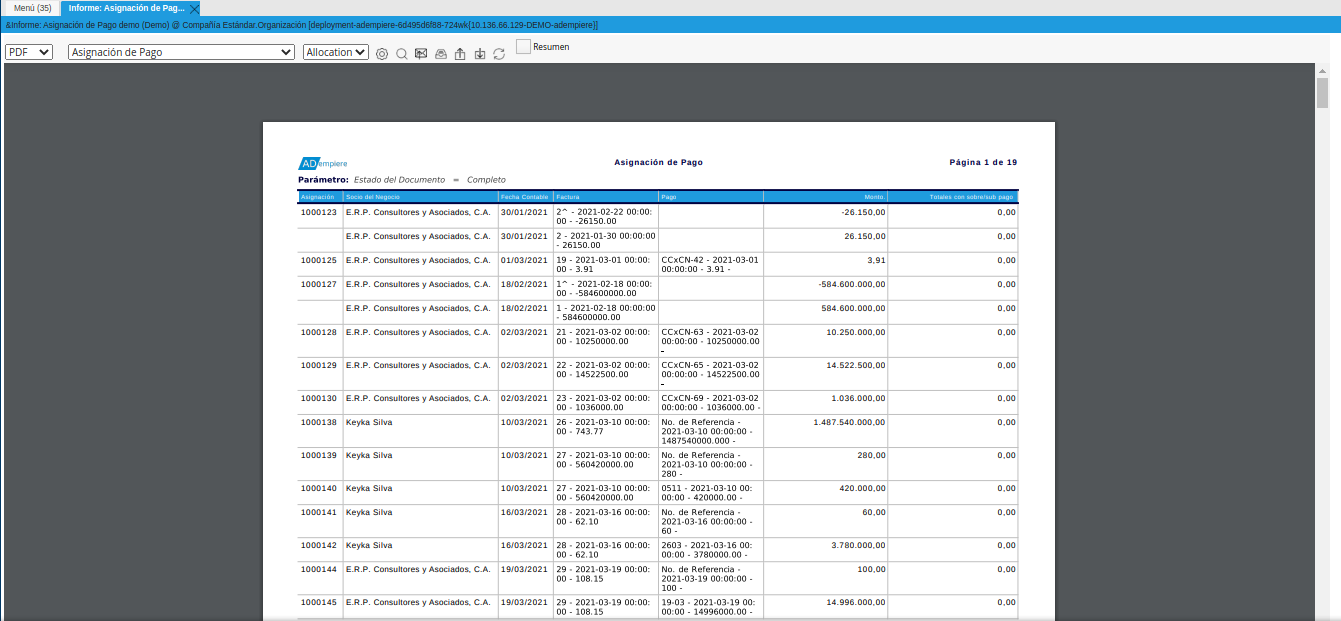 Menú (35) Informe: Asignación de Pag...
&Informe: Asignación de Pago demo (Demo) @ Compañía Estándar.Organización [deployment-adempiere-6d495d6f88-724wk{10.136.66.129-DEMO-adempiere}]
PDF Asignación de Pago Allocation Resumen
ADempiere Asignación de Pago Página 1 de 19
Parámetro: Estado del Documento = Completo
Asignación Socio del Negocio Fecha Contable Factura Pago Monto. Totales con sobre/sub pago
1000123 E.R.P. Consultores y Asociados, C.A. 30/01/2021 2^ - 2021-02-22 00:00: -26.150,00 0,00
00 - -26150.00
E.R.P. Consultores y Asociados, C.A. 30/01/2021 2 - 2021-01-30 00:00:00 26.150,00 0,00
- 26150.00
1000125 E.R.P. Consultores y Asociados, C.A. 01/03/2021 19 - 2021-03-01 00:00: CCxCN-42 - 2021-03-01 3,91 0,00
00 - 3.91 00:00:00 - 3.91 -
1000127 E.R.P. Consultores y Asociados, C.A. 18/02/2021 1^ - 2021-02-18 00:00: -584.600.000,00 0,00
00 - -584600000.00
E.R.P. Consultores y Asociados, C.A. 18/02/2021 1 - 2021-02-18 00:00:00 584.600.000,00 0,00
- 584600000.00
1000128 E.R.P. Consultores y Asociados, C.A. 02/03/2021 21 - 2021-03-02 00:00: CCxCN-63 - 2021-03-02 10.250.000,00 0,00
00 - 10250000.00 00:00:00 - 10250000.00
-
1000129 E.R.P. Consultores y Asociados, C.A. 02/03/2021 22 - 2021-03-02 00:00: CCxCN-65 - 2021-03-02 14.522.500,00 0,00
00 - 14522500.00 00:00:00 - 14522500.00
-
1000130 E.R.P. Consultores y Asociados, C.A. 02/03/2021 23 - 2021-03-02 00:00: CCxCN-69 - 2021-03-02 1.036.000,00 0,00
00 - 1036000.00 00:00:00 - 1036000.00 -
1000138 Keyka Silva 10/03/2021 26 - 2021-03-10 00:00: No. de Referencia - 1.487.540.000,00 0,00
00 - 743.77 2021-03-10 00:00:00 -
1487540000.000 -
1000139 Keyka Silva 10/03/2021 27 - 2021-03-10 00:00: No. de Referencia - 280,00 0,00
00 - 560420000.00 2021-03-10 00:00:00 -
280 -
1000140 Keyka Silva 10/03/2021 27 - 2021-03-10 00:00: 0511 - 2021-03-10 00: 420.000,00 0,00
00 - 560420000.00 00:00 - 420000.00 -
1000141 Keyka Silva 16/03/2021 28 - 2021-03-16 00:00: No. de Referencia - 60,00 0,00
00 - 62.10 2021-03-16 00:00:00 -
60 -
1000142 Keyka Silva 16/03/2021 28 - 2021-03-16 00:00: 2603 - 2021-03-16 00: 3.780.000,00 0,00
00 - 62.10 00:00 - 3780000.00 -
1000144 E.R.P. Consultores y Asociados, C.A. 19/03/2021 29 - 2021-03-19 00:00: No. de Referencia - 100,00 0,00
00 - 108.15 2021-03-19 00:00:00 -
100 -
1000145 E.R.P. Consultores y Asociados, C.A. 19/03/2021 29 - 2021-03-19 00:00: 19-03 - 2021-03-19 00: 14.996.000,00 0,00
00 - 108.15 00:00 - 14996000.00 -